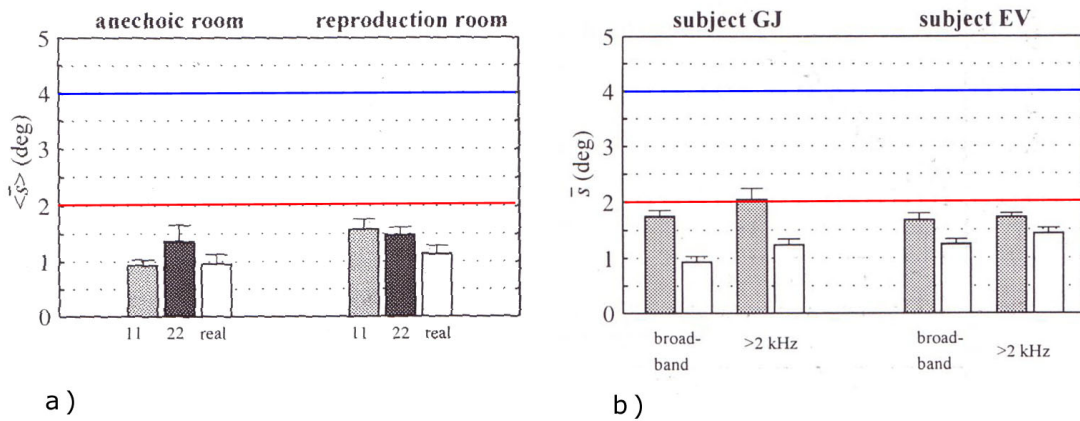 anechoic room reproduction room
5
4
3
2
1
0
<s̄> (deg)
11 22 real 11 22 real
a)
subject GJ subject EV
5
4
3
2
1
0
s̄ (deg)
broad-
band
>2 kHz
broad-
band
>2 kHz
b)